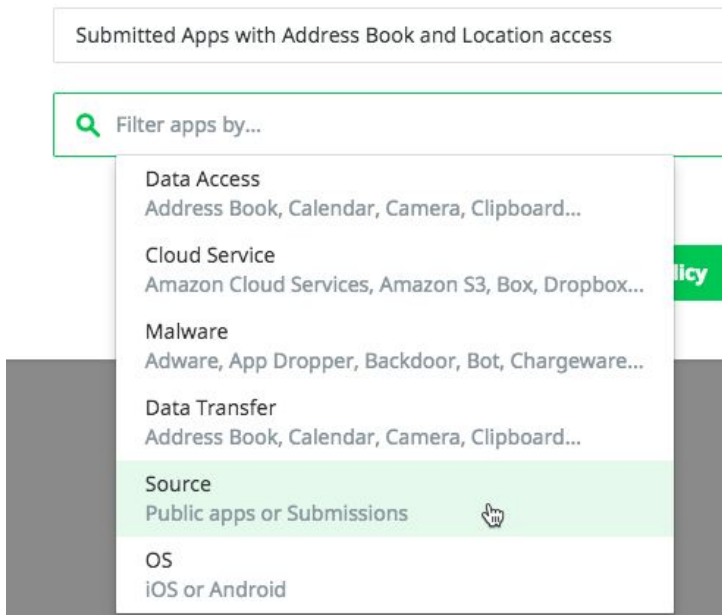 Submitted Apps with Address Book and Location access
Filter apps by...
Data Access
Address Book, Calendar, Camera, Clipboard...
Cloud Service
Amazon Cloud Services, Amazon S3, Box, Dropbox...
licy
Malware
Adware, App Dropper, Backdoor, Bot, Chargeware...
Data Transfer
Address Book, Calendar, Camera, Clipboard...
Source
Public apps or Submissions
OS
iOS or Android